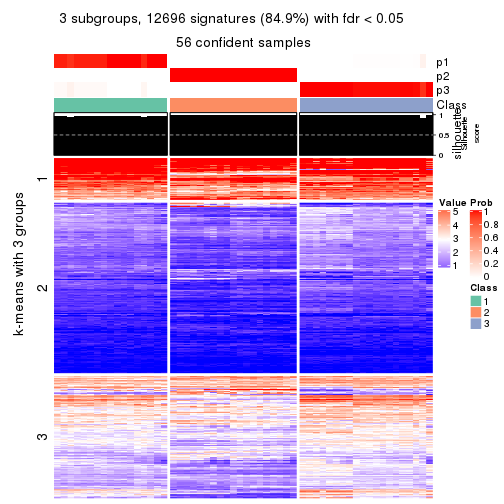 3 subgroups, 12696 signatures (84.9%) with fdr < 0.05
56 confident samples
p1
p2
p3
Class
1
0.5
0
silhouette
Silhouette
score
k-means with 3 groups
1
2
3
Value Prob
5
4
3
2
1
1
0.8
0.6
0.4
0.2
0
Class
1
2
3